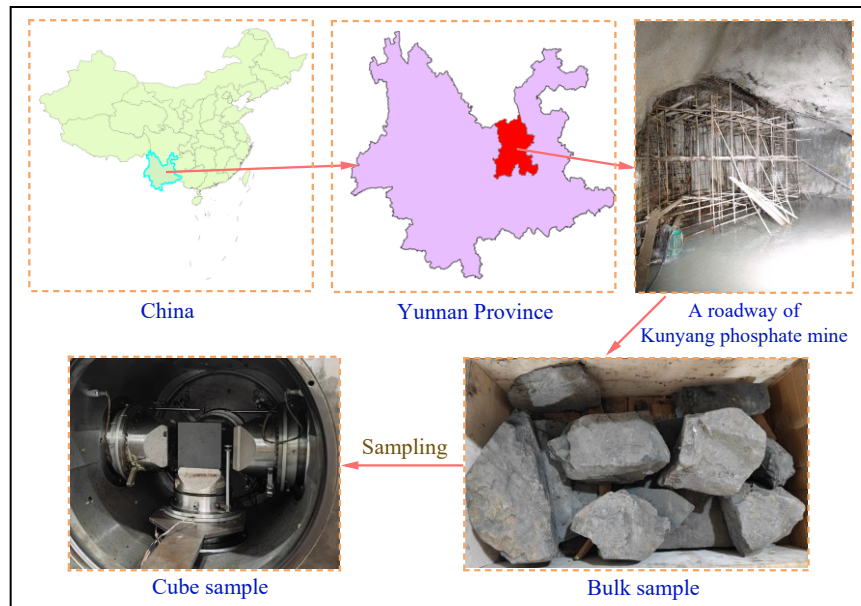 China
Yunnan Province
A roadway of
Kunyang phosphate mine
Sampling
Cube sample
Bulk sample